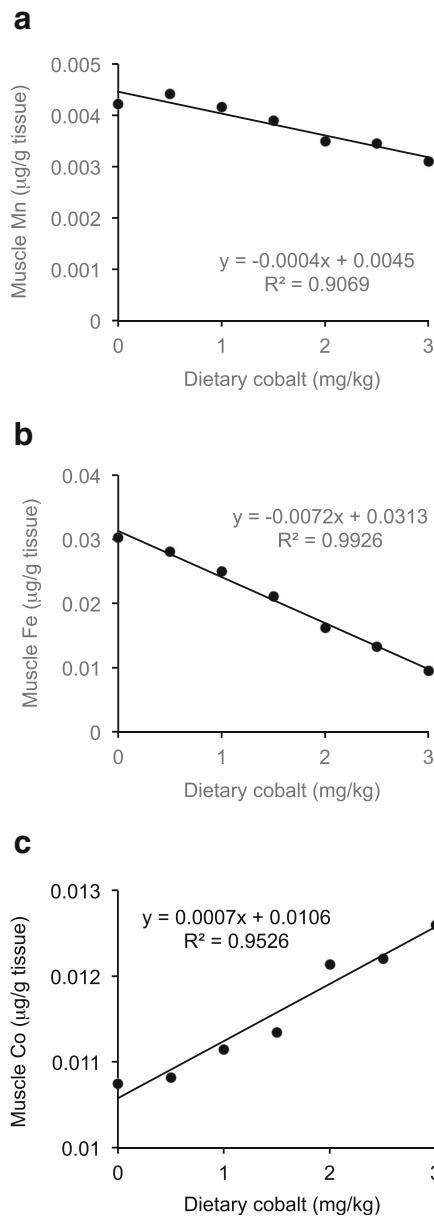 a
0.005
0.004
0.003
0.002
0.001
0
Muscle Mn (µg/g tissue)
y = -0.0004x + 0.0045
R² = 0.9069
0 1 2 3
Dietary cobalt (mg/kg)
b
0.04
0.03
0.02
0.01
0
Muscle Fe (µg/g tissue)
y = -0.0072x + 0.0313
R² = 0.9926
0 1 2 3
Dietary cobalt (mg/kg)
c
0.013
0.012
0.011
0.01
Muscle Co (µg/g tissue)
y = 0.0007x + 0.0106
R² = 0.9526
0 1 2 3
Dietary cobalt (mg/kg)